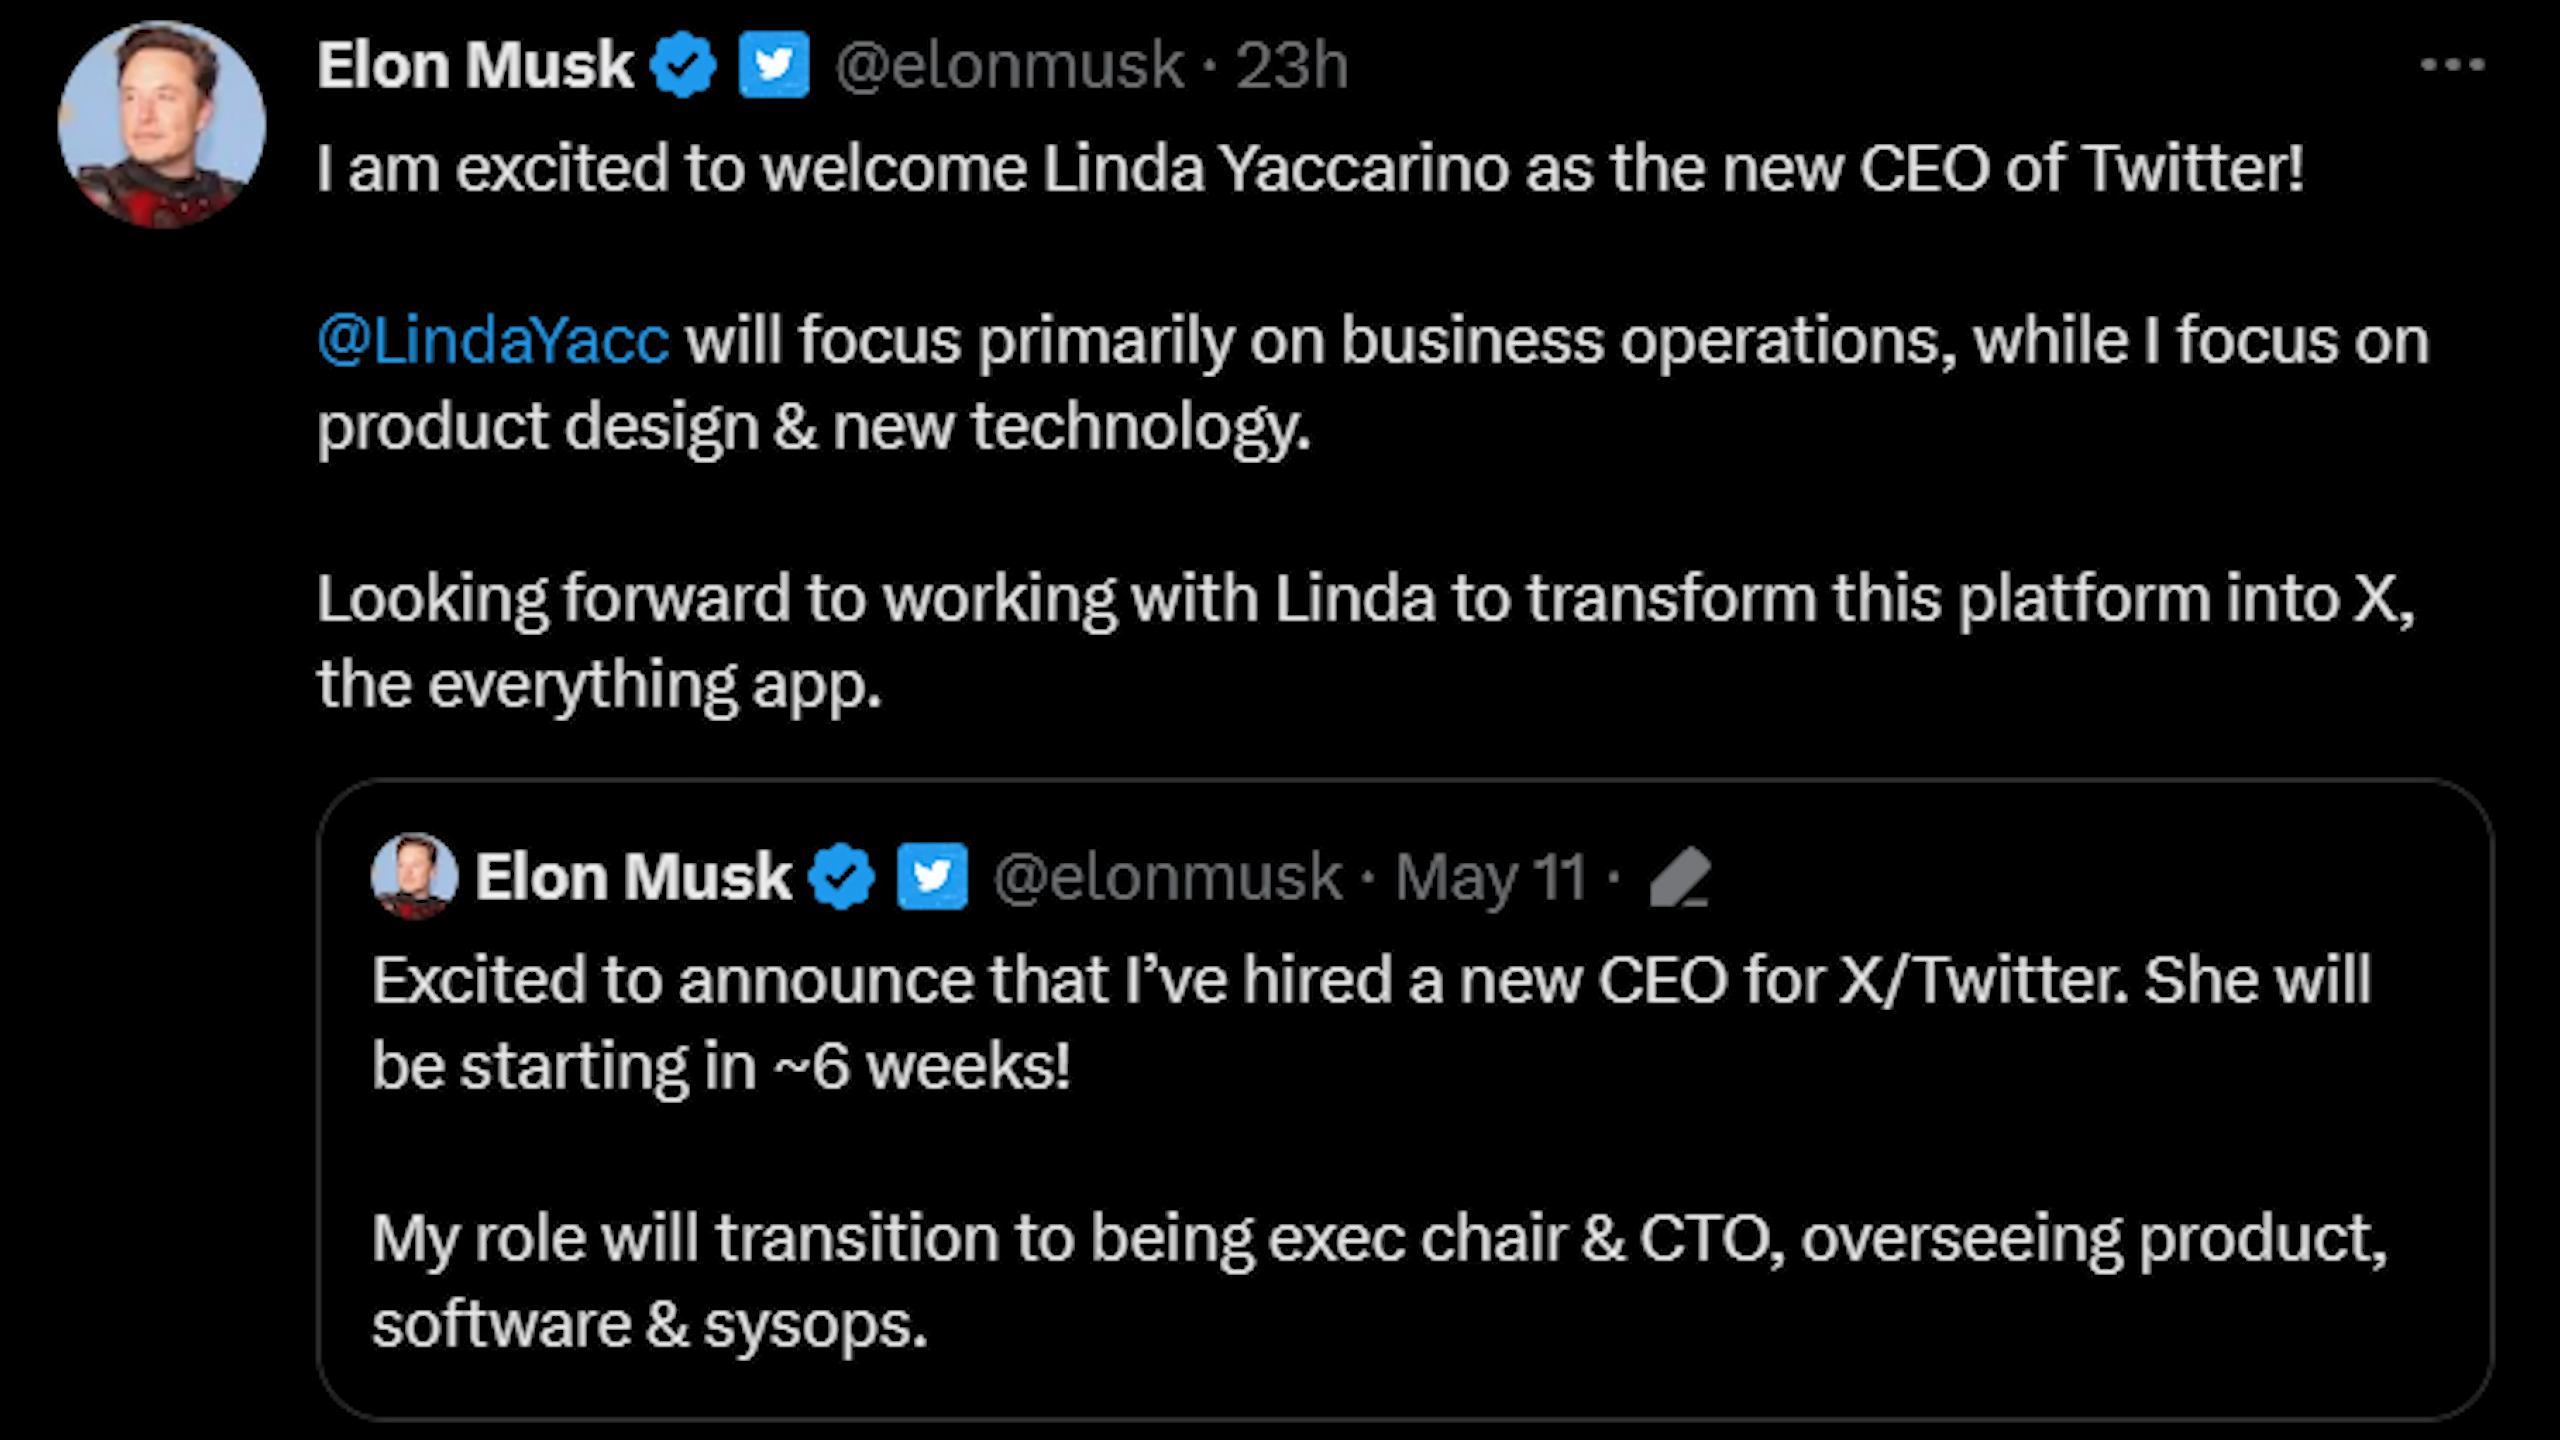 Elon Musk @elonmusk · 23h
I am excited to welcome Linda Yaccarino as the new CEO of Twitter!
@LindaYacc will focus primarily on business operations, while I focus on
product design & new technology.
Looking forward to working with Linda to transform this platform into X,
the everything app.
Elon Musk @elonmusk · May 11 ·
Excited to announce that I’ve hired a new CEO for X/Twitter. She will
be starting in ~6 weeks!
My role will transition to being exec chair & CTO, overseeing product,
software & sysops.